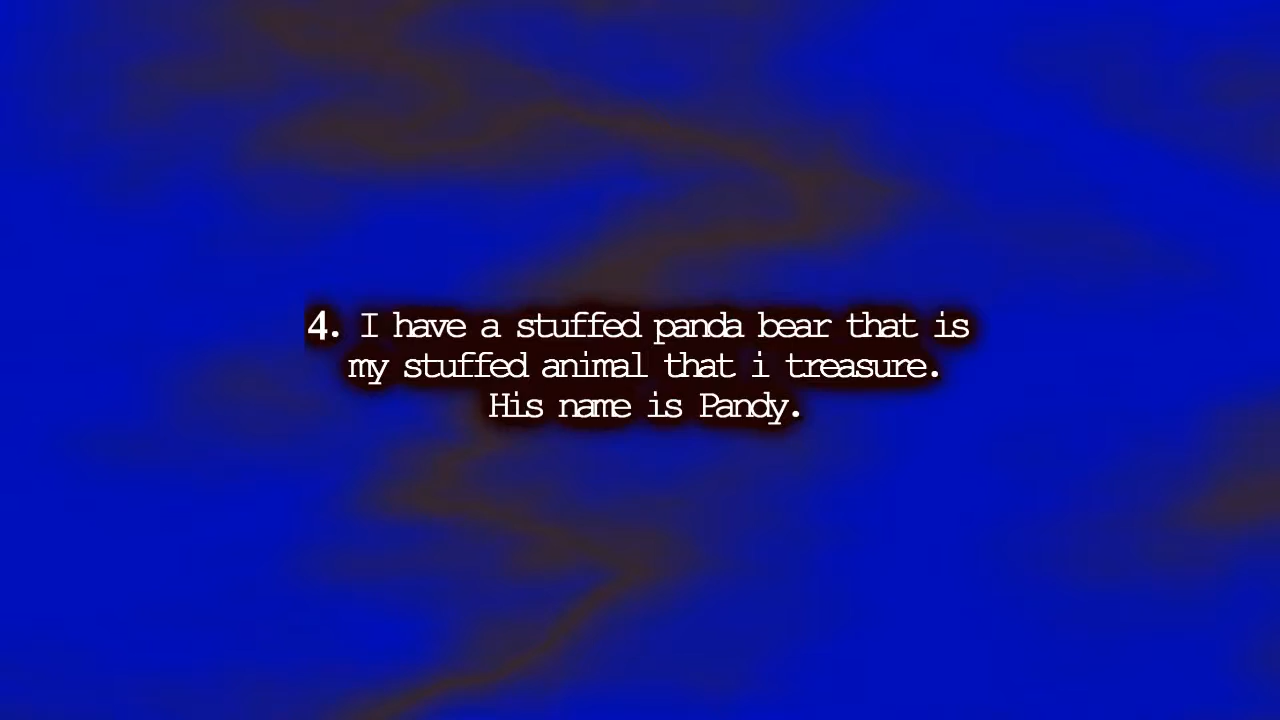 4. I have a stuffed panda bear that is
my stuffed animal that i treasure.
His name is Pandy.